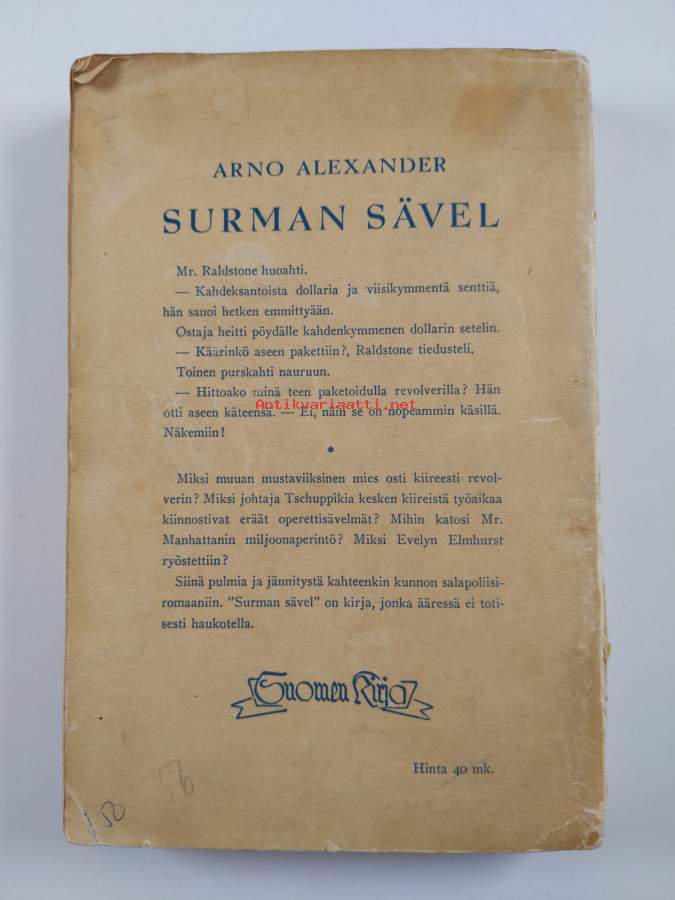 ARNO ALEXANDER
SURMAN SÄVEL
Mr. Raldstone huoahti.
— Kahdeksantoista dollaria ja viisikymmentä senttiä,
hän sanoi hetken emmittyään.
Ostaja heitti pöydälle kahdenkymmenen dollarin setelin.
— Käärinkö aseen pakettiin?, Raldstone tiedusteli.
Toinen purskahti nauruun.
— Hittoako minä teen paketoidulla revolverilla? Hän
Antikvariaatti.net
otti aseen käteensä. — Ei, näin se on nopeammin käsillä.
Näkemiin!
*
Miksi muuan mustaviiksinen mies osti kiireesti revol-
verin? Miksi johtaja Tschuppikia kesken kiireistä työaikaa
kiinnostivat eräät operettisävelmät? Mihin katosi Mr.
Manhattanin miljoonaperintö? Miksi Evelyn Elmhurst
ryöstettiin?
Siinä pulmia ja jännitystä kahteenkin kunnon salapoliisi-
romaaniin. "Surman sävel" on kirja, jonka ääressä ei toti-
sesti haukotella.
Suomen Kirja
Hinta 40 mk.
56
150